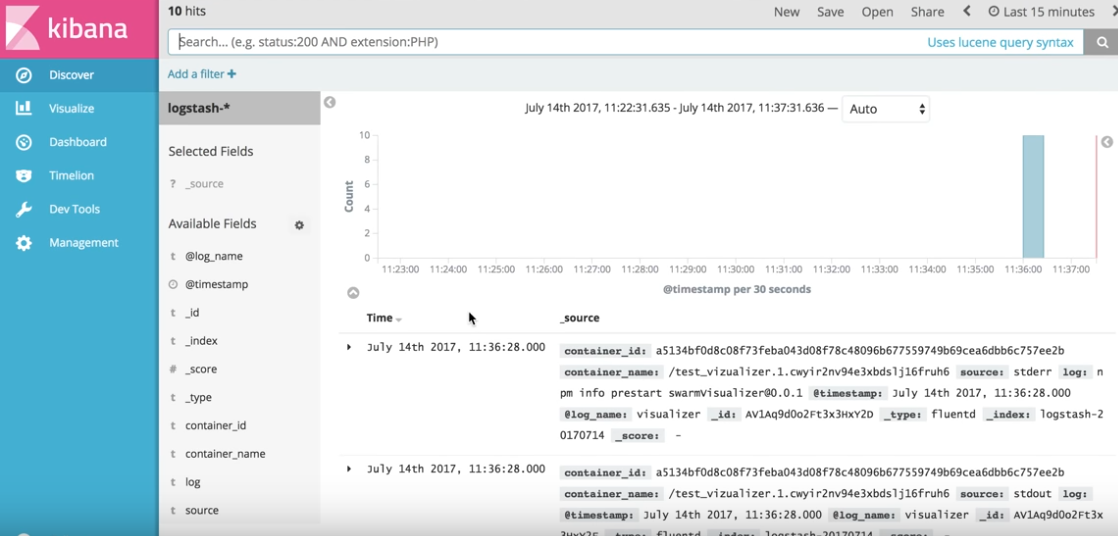 kibana
Discover
Visualize
Dashboard
Timelion
Dev Tools
Management
10 hits
New Save Open Share Last 15 minutes
Search... (e.g. status:200 AND extension:PHP) Uses lucene query syntax
Add a filter +
logstash-*
Selected Fields
? _source
Available Fields
t @log_name
@timestamp
t _id
t _index
# _score
t _type
t container_id
t container_name
t log
t source
July 14th 2017, 11:22:31.635 - July 14th 2017, 11:37:31.636 — Auto
Count
10
8
6
4
2
0
11:23:00 11:24:00 11:25:00 11:26:00 11:27:00 11:28:00 11:29:00 11:30:00 11:31:00 11:32:00 11:33:00 11:34:00 11:35:00 11:36:00 11:37:00
@timestamp per 30 seconds
Time _source
July 14th 2017, 11:36:28.000 container_id: a5134bf0d8c08f73feba043d08f78c48096b677559749b69cea6dbb6c757ee2b
container_name: /test_vizualizer.1.cwyir2nv94e3xbdslj16fruh6 source: stderr log: n
pm info prestart swarmVisualizer@0.0.1 @timestamp: July 14th 2017, 11:36:28.000
@log_name: visualizer _id: AV1Aq9dOo2Ft3x3HxY2D _type: fluentd _index: logstash-2
0170714 _score: -
July 14th 2017, 11:36:28.000 container_id: a5134bf0d8c08f73feba043d08f78c48096b677559749b69cea6dbb6c757ee2b
container_name: /test_vizualizer.1.cwyir2nv94e3xbdslj16fruh6 source: stdout log:
@timestamp: July 14th 2017, 11:36:28.000 @log_name: visualizer _id: AV1Aq9dOo2Ft3x
3HxY2E _type: fluentd _index: logstash-20170714 _score: -